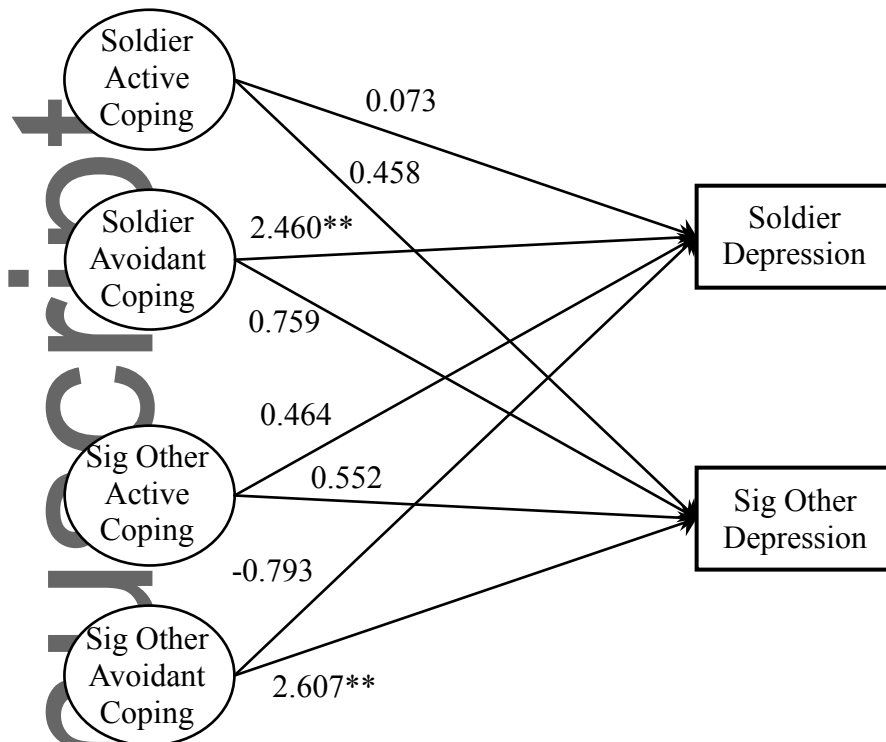 Soldier
Active
Coping
0.073
0.458
Soldier
Avoidant
Coping
2.460**
0.759
Soldier
Depression
Sig Other
Active
Coping
0.464
0.552
Sig Other
Depression
Sig Other
Avoidant
Coping
-0.793
2.607**
uscript